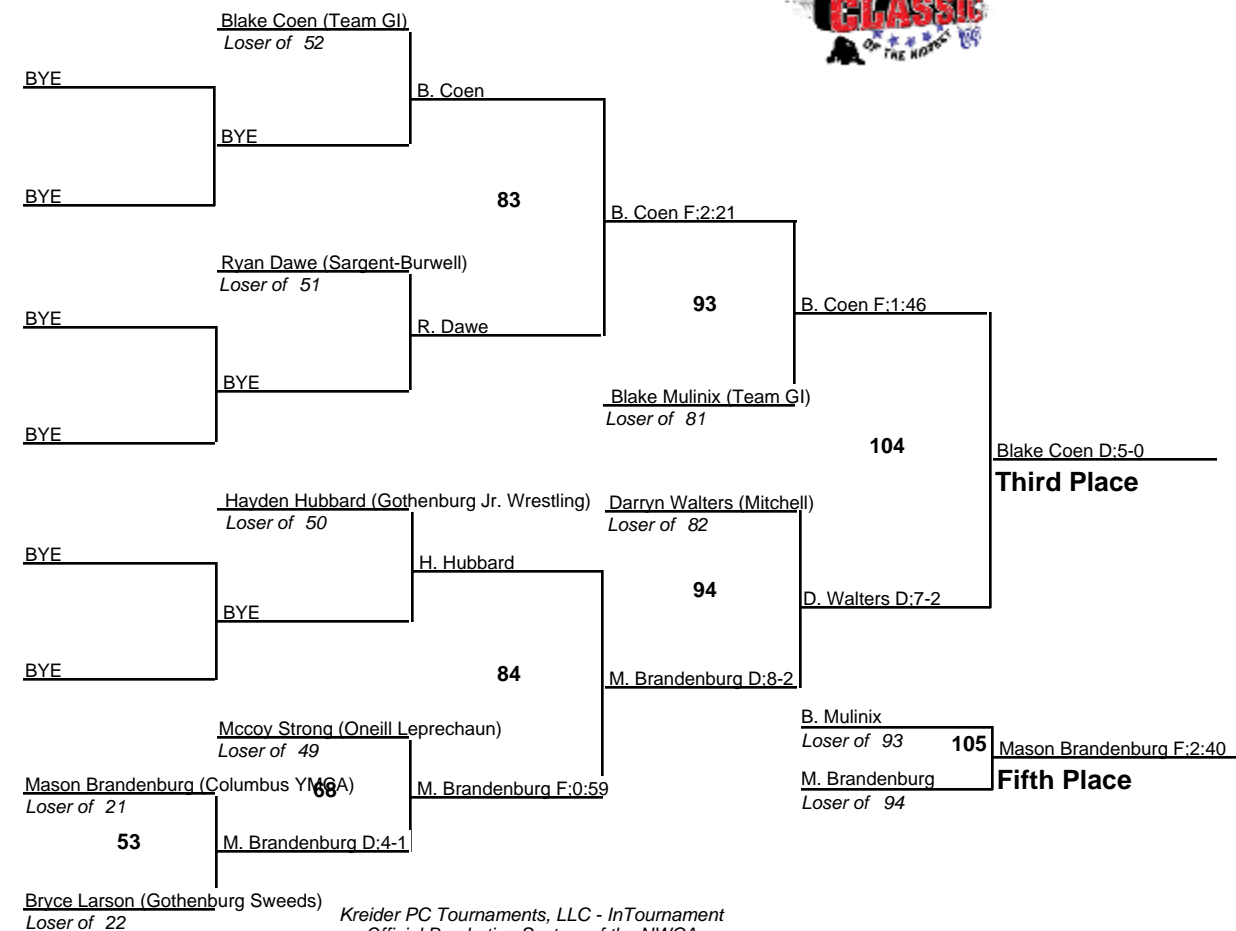 CLASSIC
OF THE MIDWEST
Blake Coen (Team GI)
Loser of 52
BYE
B. Coen
BYE
BYE
83
B. Coen F;2:21
Ryan Dawe (Sargent-Burwell)
Loser of 51
93
B. Coen F;1:46
BYE
R. Dawe
BYE
Blake Mulinix (Team GI)
Loser of 81
BYE
104
Blake Coen D;5-0
Third Place
Hayden Hubbard (Gothenburg Jr. Wrestling)
Loser of 50
Darryn Walters (Mitchell)
Loser of 82
BYE
H. Hubbard
94
D. Walters D;7-2
BYE
BYE
84
M. Brandenburg D;8-2
B. Mulinix
Loser of 93
105
Mason Brandenburg F;2:40
Fifth Place
M. Brandenburg
Loser of 94
Mccoy Strong (Oneill Leprechaun)
Loser of 49
Mason Brandenburg (Columbus YMCA)
Loser of 21
68
M. Brandenburg F;0:59
53
M. Brandenburg D;4-1
Bryce Larson (Gothenburg Sweeds)
Loser of 22
Kreider PC Tournaments, LLC - InTournament